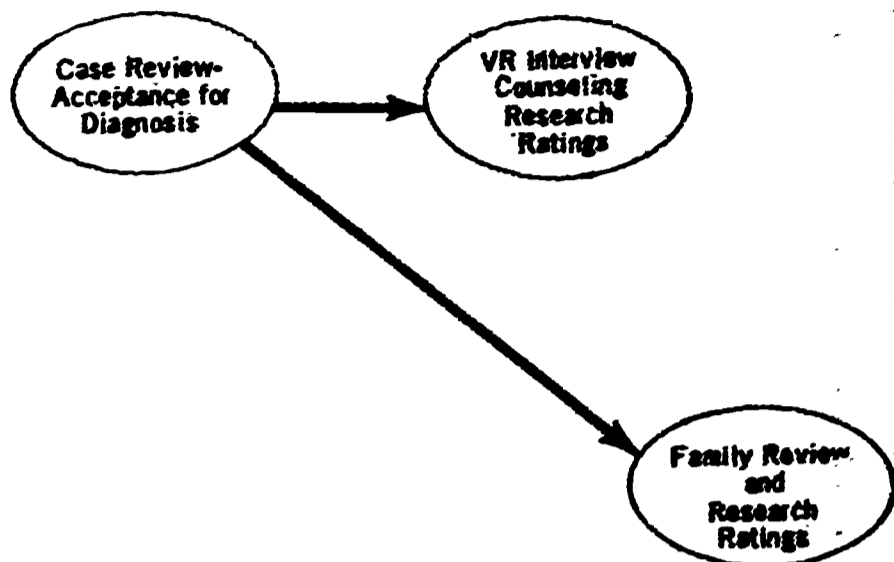 Case Review-
Acceptance for
Diagnosis
VR Interview
Counseling
Research
Ratings
Family Review
and
Research
Ratings